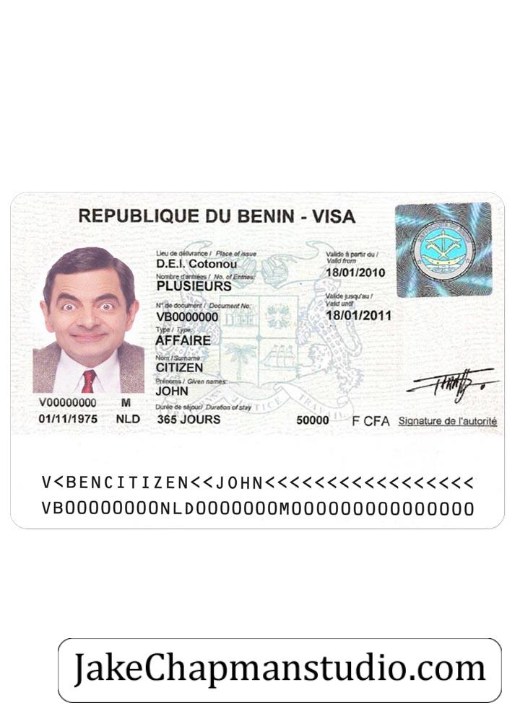 REPUBLIQUE DU BENIN - VISA
Lieu de délivrance / Place of issue
D.E.I. Cotonou
Nombre d'entrées / No. of Entries
PLUSIEURS
N° de document / Document No:
VB0000000
Type / Type
AFFAIRE
Nom / Surname
CITIZEN
Prénoms / Given names:
JOHN
Durée de séjour/ Duration of stay
365 JOURS
Valide à partir du /
Valid from
18/01/2010
Valide jusqu'au /
Valid until
18/01/2011
V00000000 M
01/11/1975 NLD
50000 F CFA
Signature de l'autorité
V<BENCITIZEN<<JOHN<<<<<<<<<<<<<<<<<<
VB00000000NLD0000000M000000000000000
JakeChapmanstudio.com